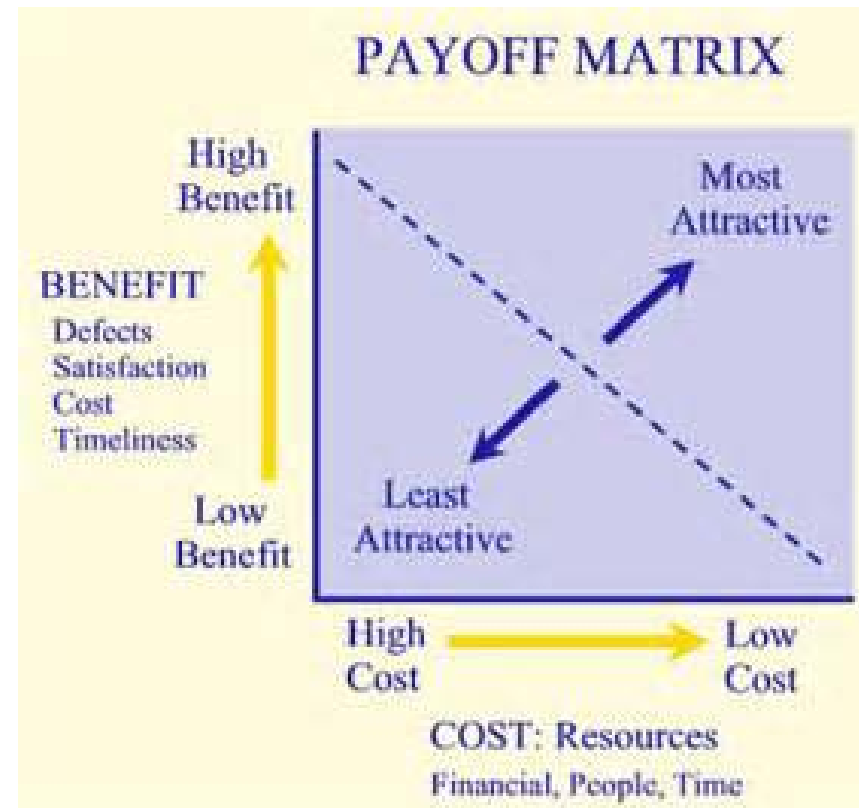 PAYOFF MATRIX
High
Benefit
Most
Attractive
BENEFIT
Defects
Satisfaction
Cost
Timeliness
Least
Attractive
Low
Benefit
High
Cost
Low
Cost
COST: Resources
Financial, People, Time